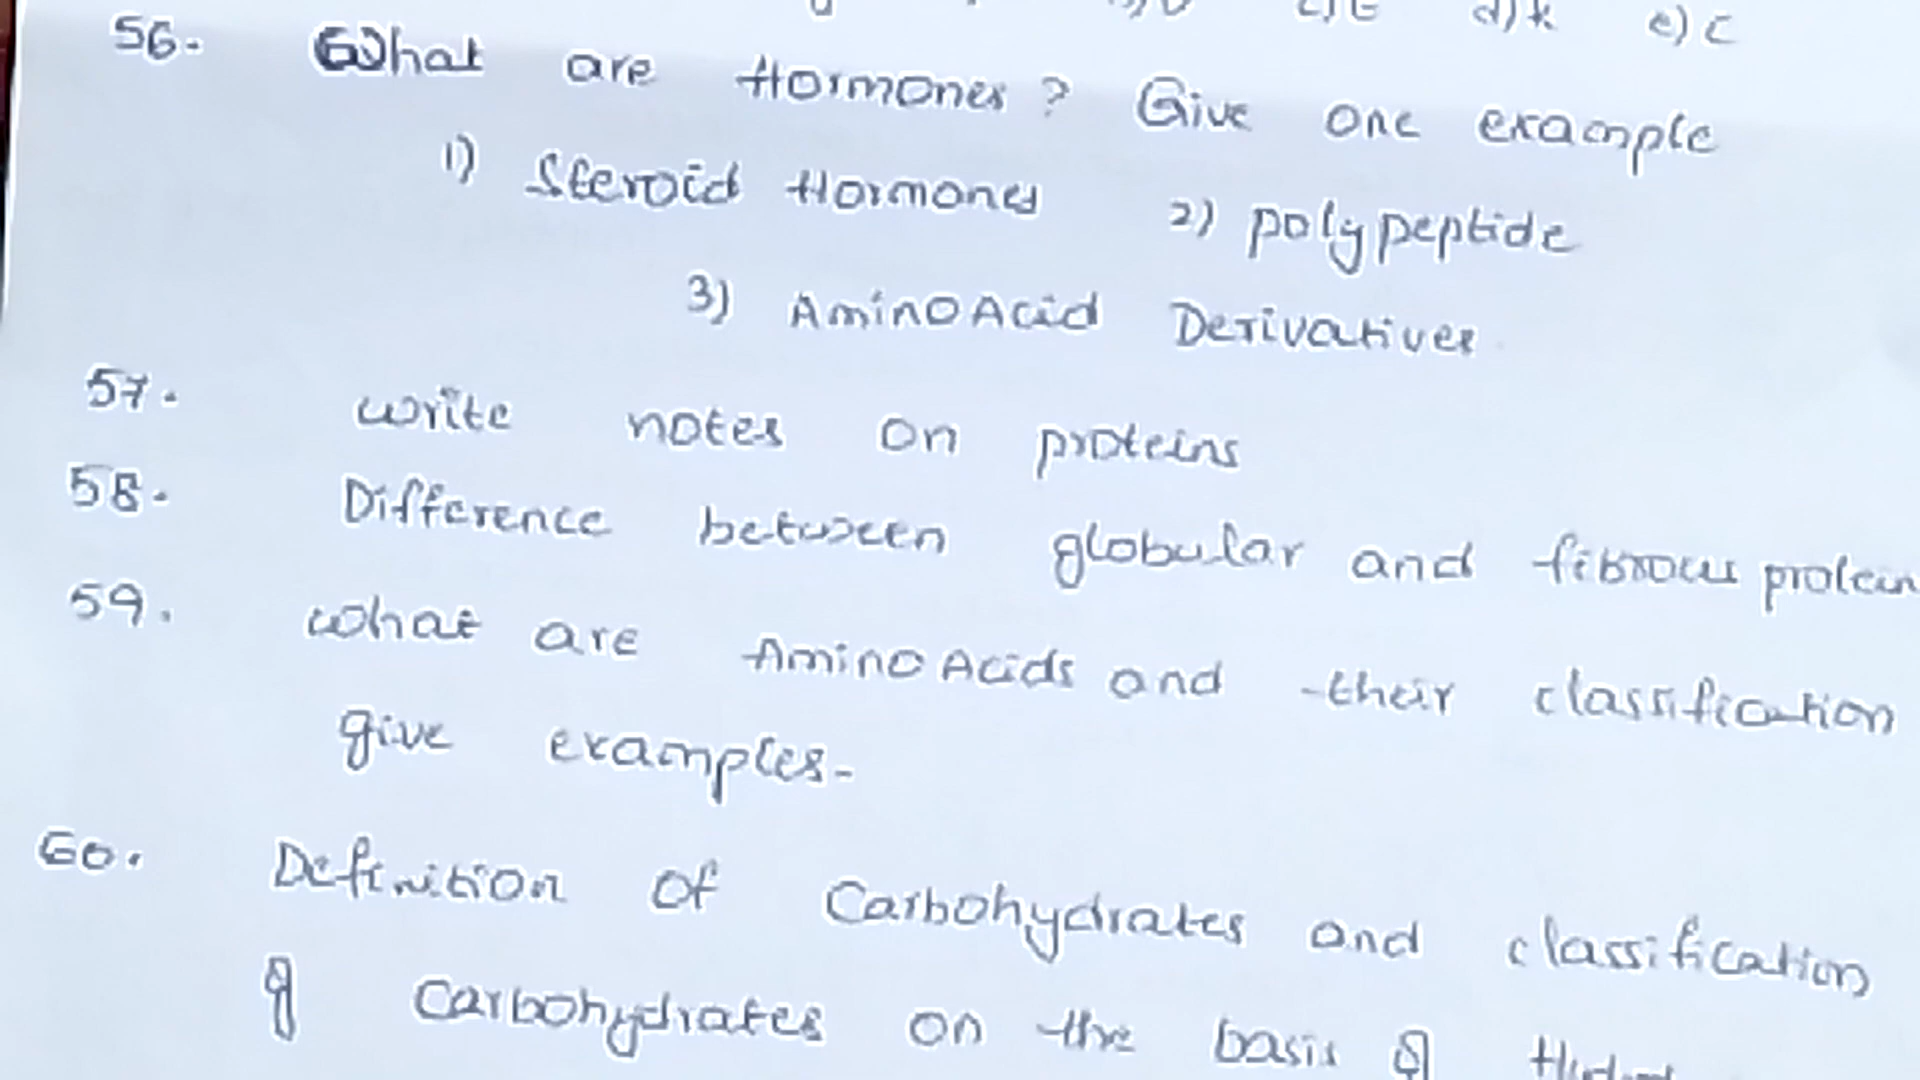 c) E d) K e) C
56. What are Hormones ? Give one example
1) Steroid Hormones 2) polypeptide
3) Amino Acid Derivatives
57. write notes on proteins
58. Difference between globular and fibrous protein
59. what are Amino Acids and their classification
give examples.
60. Definition of Carbohydrates and classification
of Carbohydrates on the basis of